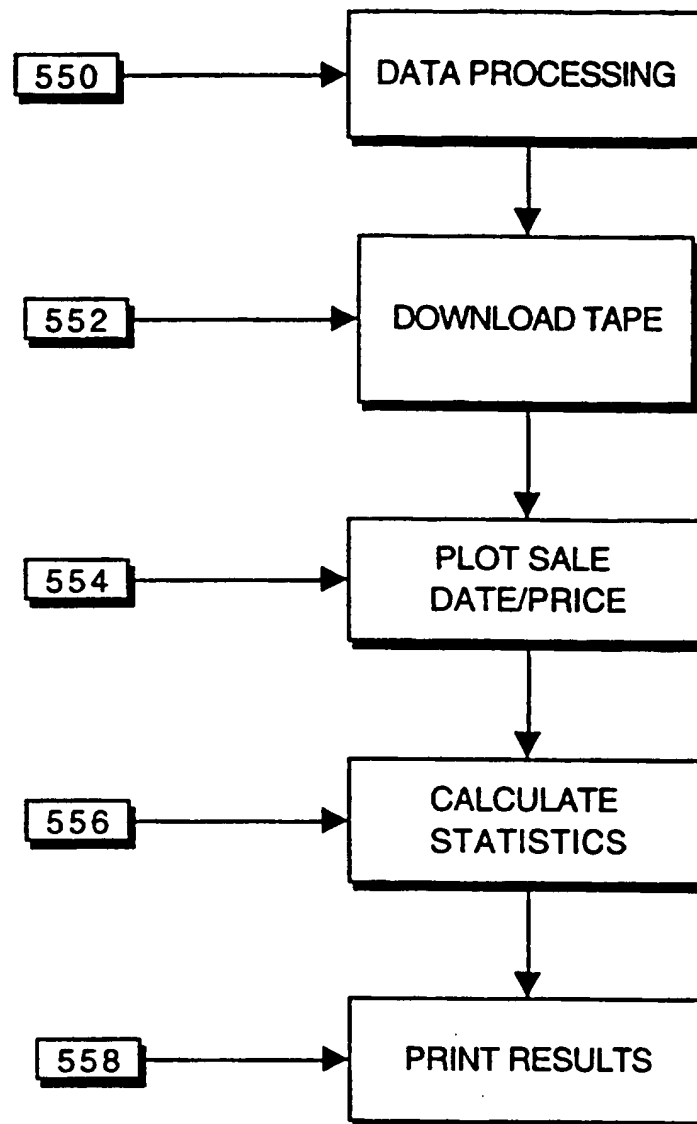 550
DATA PROCESSING
552
DOWNLOAD TAPE
554
PLOT SALE
DATE/PRICE
556
CALCULATE
STATISTICS
558
PRINT RESULTS